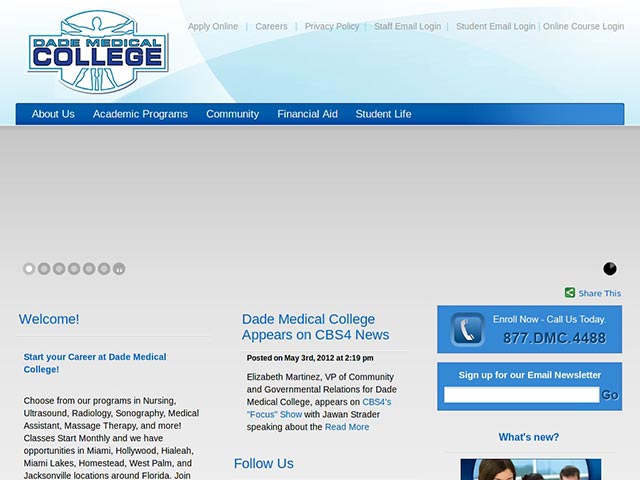 DADE MEDICAL
COLLEGE
Apply Online | Careers | Privacy Policy | Staff Email Login | Student Email Login | Online Course Login
About Us Academic Programs Community Financial Aid Student Life
Share This
Welcome!
Start your Career at Dade Medical
College!
Choose from our programs in Nursing,
Ultrasound, Radiology, Sonography, Medical
Assistant, Massage Therapy, and more!
Classes Start Monthly and we have
opportunities in Miami, Hollywood, Hialeah,
Miami Lakes, Homestead, West Palm, and
Jacksonville locations around Florida. Join
Dade Medical College
Appears on CBS4 News
Posted on May 3rd, 2012 at 2:19 pm
Elizabeth Martinez, VP of Community
and Governmental Relations for Dade
Medical College, appears on CBS4's
"Focus" Show with Jawan Strader
speaking about the Read More
Follow Us
Enroll Now - Call Us Today.
877.DMC.4488
Sign up for our Email Newsletter
Go
What's new?